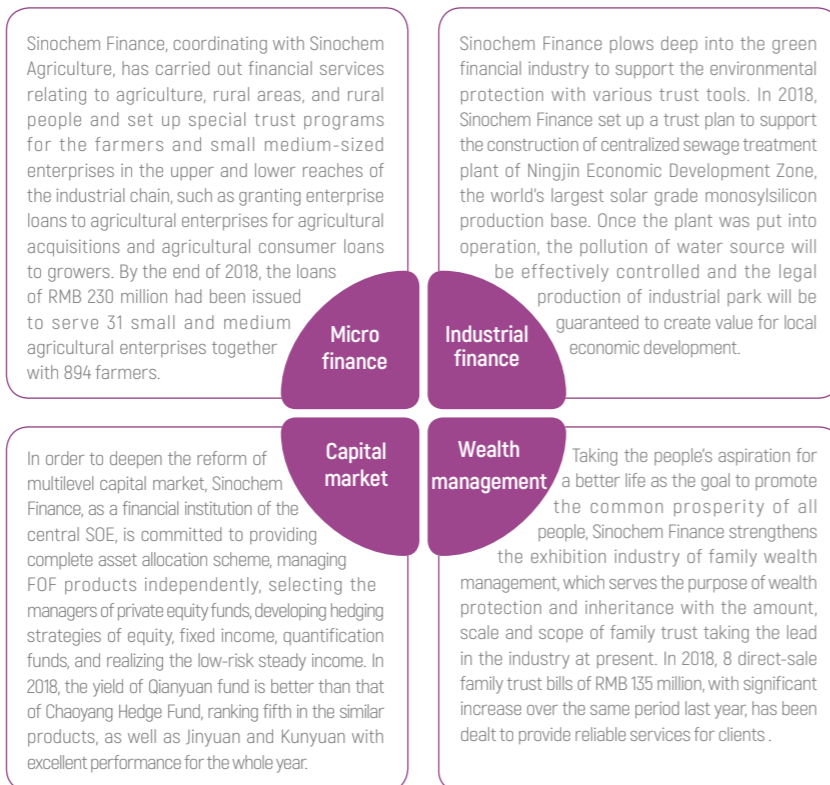 Sinochem Finance, coordinating with Sinochem
Agriculture, has carried out financial services
relating to agriculture, rural areas, and rural
people and set up special trust programs
for the farmers and small medium-sized
enterprises in the upper and lower reaches of
the industrial chain, such as granting enterprise
loans to agricultural enterprises for agricultural
acquisitions and agricultural consumer loans
to growers. By the end of 2018, the loans
of RMB 230 million had been issued
to serve 31 small and medium
agricultural enterprises together
with 894 farmers.
Micro
finance
Sinochem Finance plows deep into the green
financial industry to support the environmental
protection with various trust tools. In 2018,
Sinochem Finance set up a trust plan to support
the construction of centralized sewage treatment
plant of Ningjin Economic Development Zone,
the world's largest solar grade monosylsilicon
production base. Once the plant was put into
operation, the pollution of water source will
be effectively controlled and the legal
production of industrial park will be
guaranteed to create value for local
economic development.
Industrial
finance
In order to deepen the reform of
multilevel capital market, Sinochem
Finance, as a financial institution of the
central SOE, is committed to providing
complete asset allocation scheme, managing
FOF products independently, selecting the
managers of private equity funds, developing hedging
strategies of equity, fixed income, quantification
funds, and realizing the low-risk steady income. In
2018, the yield of Qianyuan fund is better than that
of Chaoyang Hedge Fund, ranking fifth in the similar
products, as well as Jinyuan and Kunyuan with
excellent performance for the whole year.
Capital
market
Wealth
management
Taking the people's aspiration for
a better life as the goal to promote
the common prosperity of all
people, Sinochem Finance strengthens
the exhibition industry of family wealth
management, which serves the purpose of wealth
protection and inheritance with the amount,
scale and scope of family trust taking the lead
in the industry at present. In 2018, 8 direct-sale
family trust bills of RMB 135 million, with significant
increase over the same period last year, has been
dealt to provide reliable services for clients .